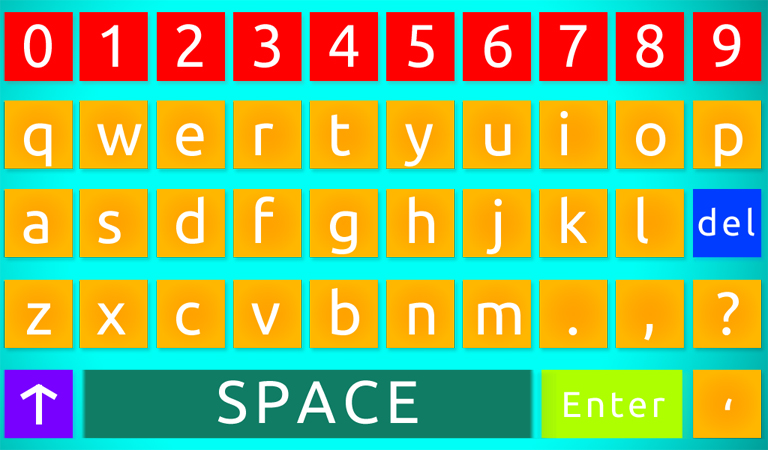 0 1 2 3 4 5 6 7 8 9
q w e r t y u i o p
a s d f g h j k l del
z x c v b n m . , ?
↑ SPACE Enter ‘